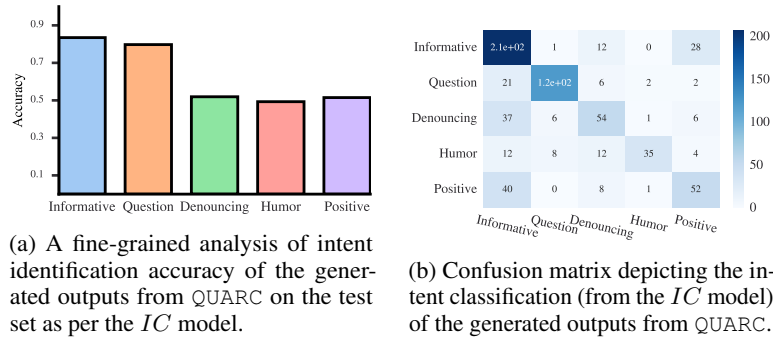 0.9
0.7
0.5
0.3
0.1
Accuracy
Informative Question Denouncing Humor Positive
(a) A fine-grained analysis of intent
identification accuracy of the gener-
ated outputs from QUARC on the test
set as per the IC model.
Informative 2.1e+02 1 12 0 28
Question 21 1.2e+02 6 2 2
Denouncing 37 6 54 1 6
Humor 12 8 12 35 4
Positive 40 0 8 1 52
Informative Question Denouncing Humor Positive
200
150
100
50
0
(b) Confusion matrix depicting the in-
tent classification (from the IC model)
of the generated outputs from QUARC.